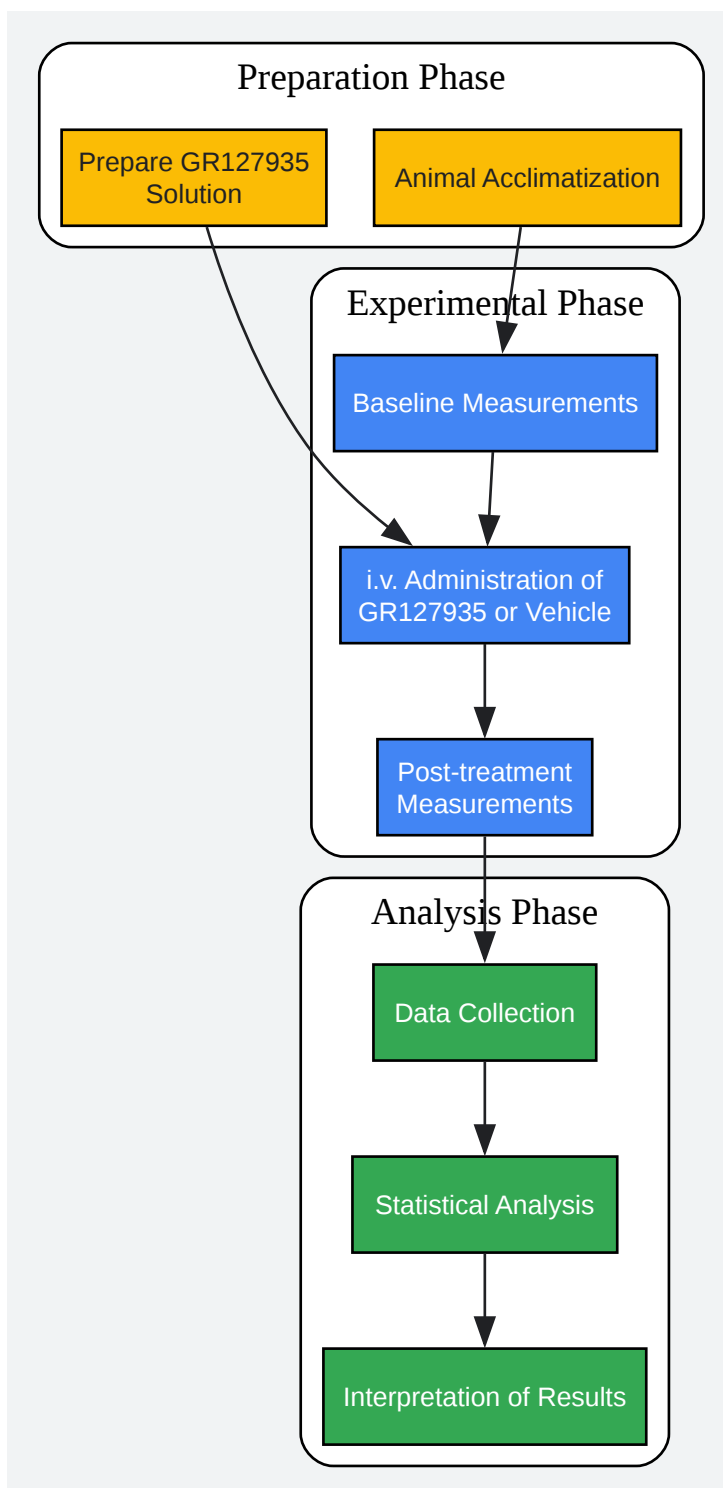 Preparation Phase
Prepare GR127935
Solution
Animal Acclimatization
Experimental Phase
Baseline Measurements
i.v. Administration of
GR127935 or Vehicle
Post-treatment
Measurements
Analysis Phase
Data Collection
Statistical Analysis
Interpretation of Results